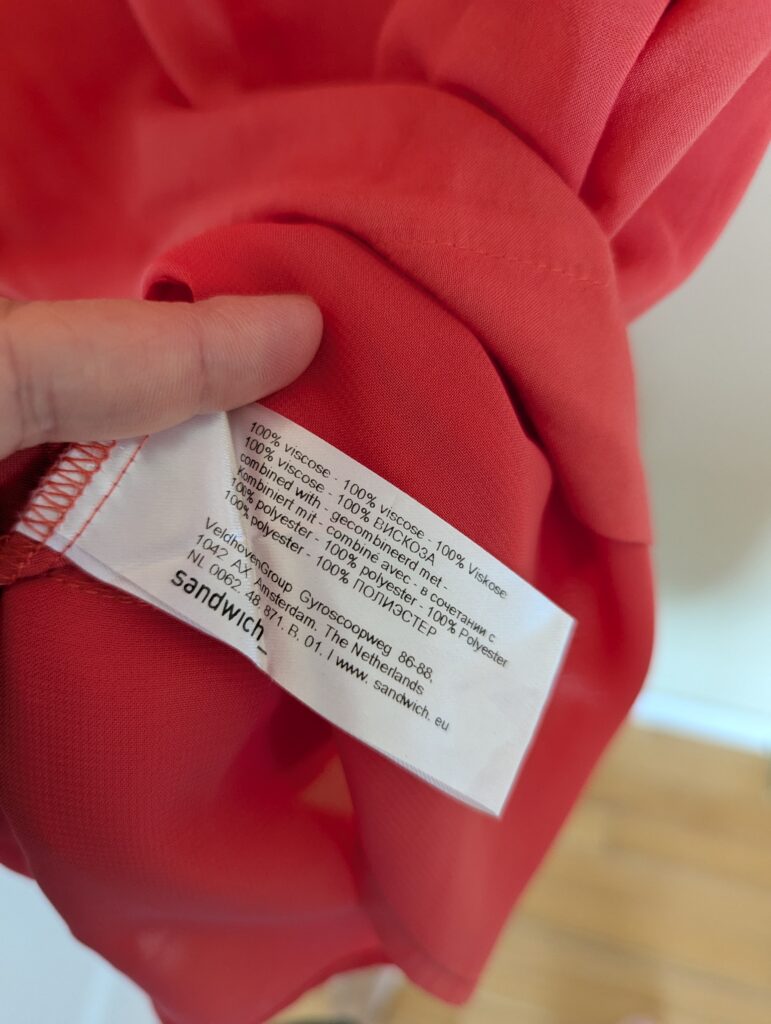 100% viscose - 100% viscose - 100% Viskose
100% viscose - 100% ВИСКОЗА
combined with - gecombineerd met -
Kombiniert mit - combiné avec - в сочетании с
100% polyester - 100% polyester - 100% Polyester
100% polyester - 100% ПОЛИЭСТЕР
VeldhovenGroup Gyroscoopweg 86-88,
1042 AX. Amsterdam. The Netherlands
NL 0062. 48. 871. B. 01. I www. sandwich. eu
sandwich_